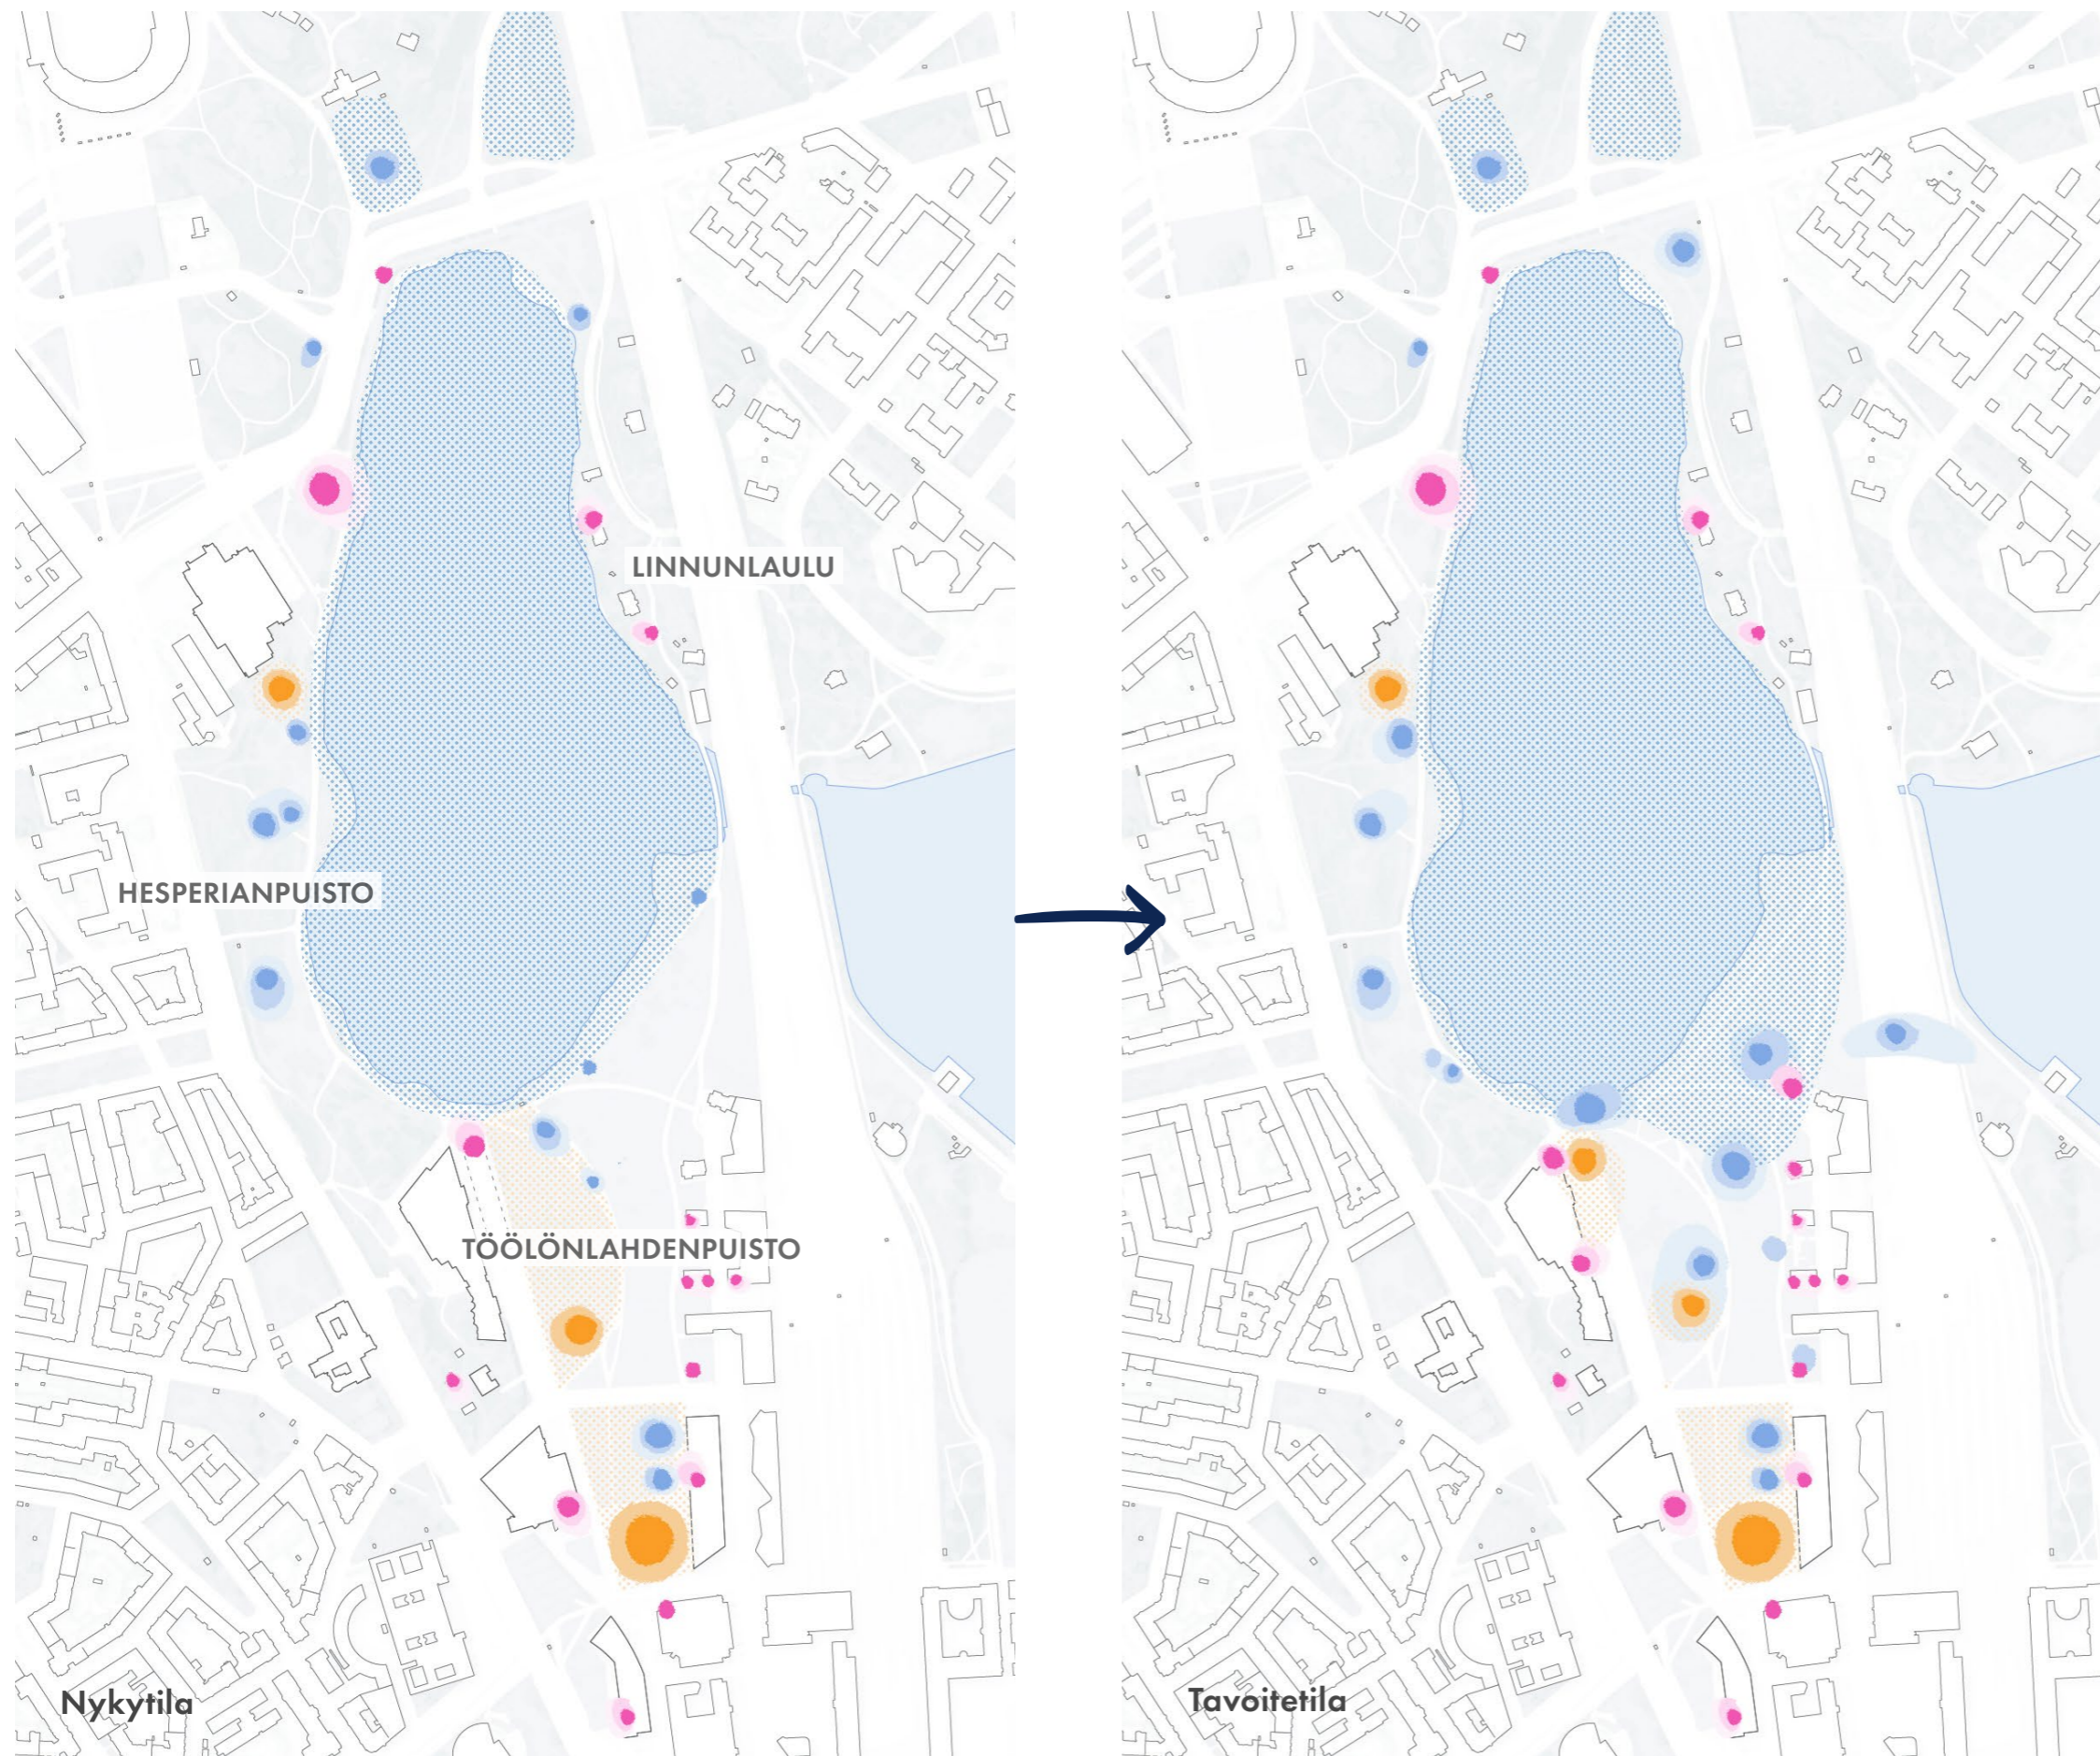 LINNUNLAULU
HESPERIANPUISTO
TÖÖLÖNLAHDENPUISTO
Nykytila
Tavoitetila